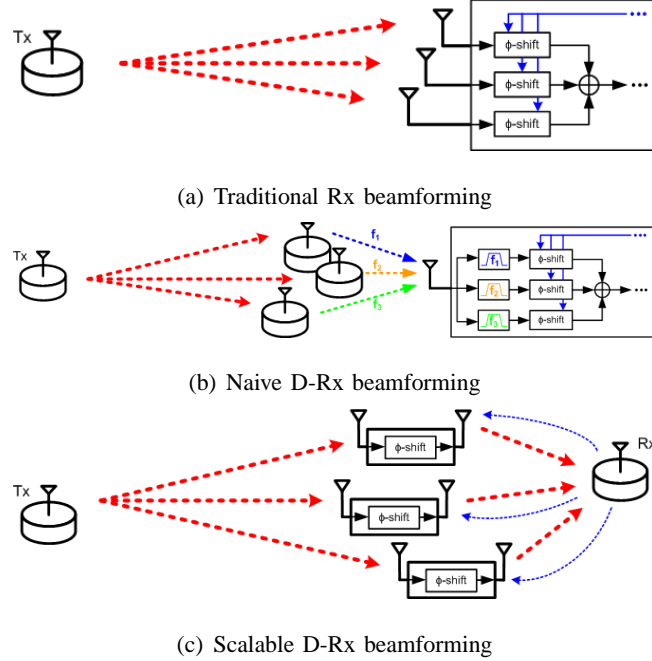 Tx
ϕ-shift
ϕ-shift
ϕ-shift
(a) Traditional Rx beamforming
Tx
f₁
f₂
f₃
f₁
ϕ-shift
f₂
ϕ-shift
f₃
ϕ-shift
(b) Naive D-Rx beamforming
Tx
ϕ-shift
ϕ-shift
ϕ-shift
Rx
(c) Scalable D-Rx beamforming